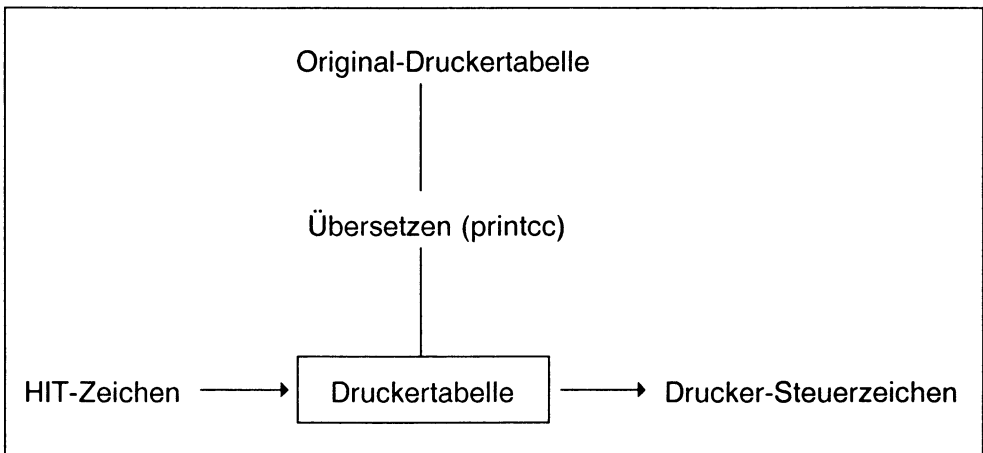 Original-Druckertabelle
Übersetzen (printcc)
HIT-Zeichen Druckertabelle Drucker-Steuerzeichen